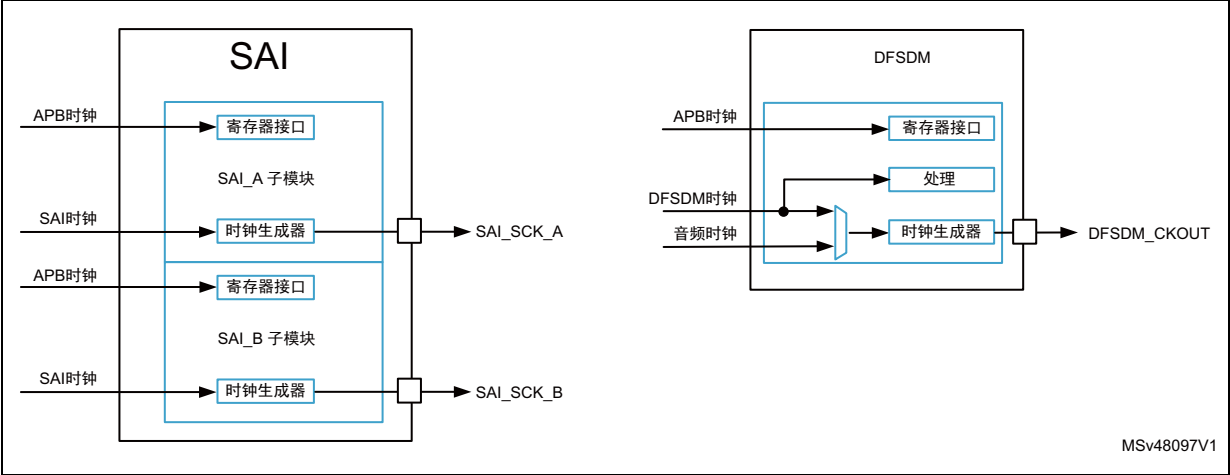 SAI
APB时钟
寄存器接口
SAI_A 子模块
SAI时钟
时钟生成器
SAI_SCK_A
APB时钟
寄存器接口
SAI_B 子模块
SAI时钟
时钟生成器
SAI_SCK_B
DFSDM
APB时钟
寄存器接口
处理
DFSDM时钟
音频时钟
时钟生成器
DFSDM_CKOUT
MSv48097V1